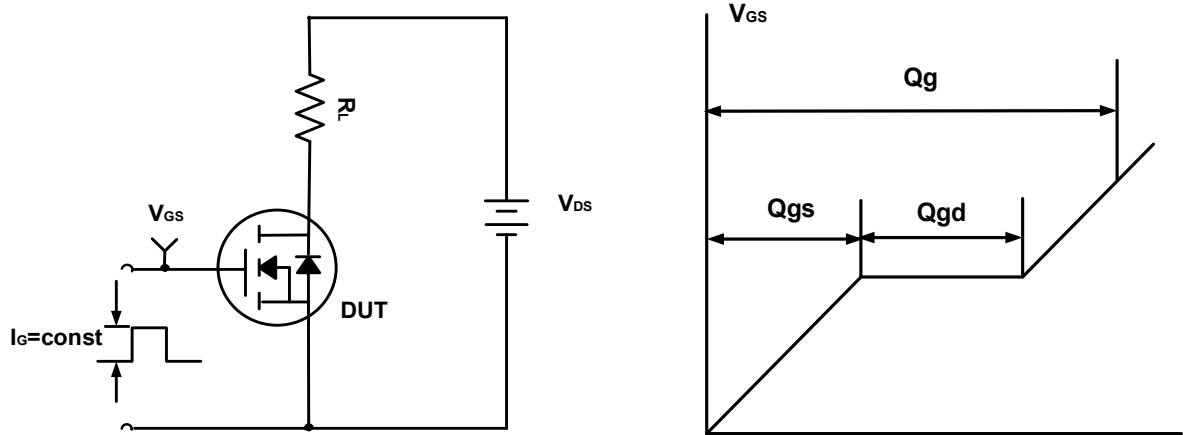 RL
VGS
VDS
DUT
IG=const
VGS
Qg
Qgs
Qgd